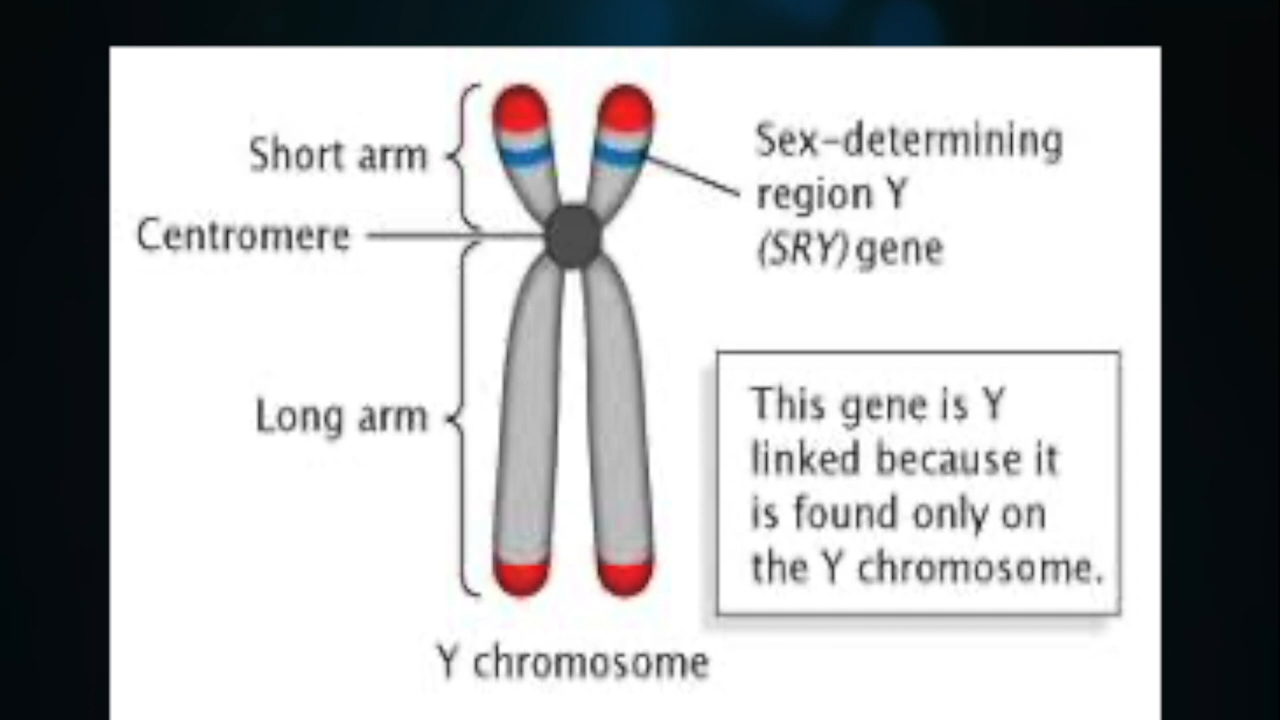 Short arm
Centromere
Long arm
Sex-determining
region Y
(SRY) gene
This gene is Y
linked because it
is found only on
the Y chromosome.
Y chromosome